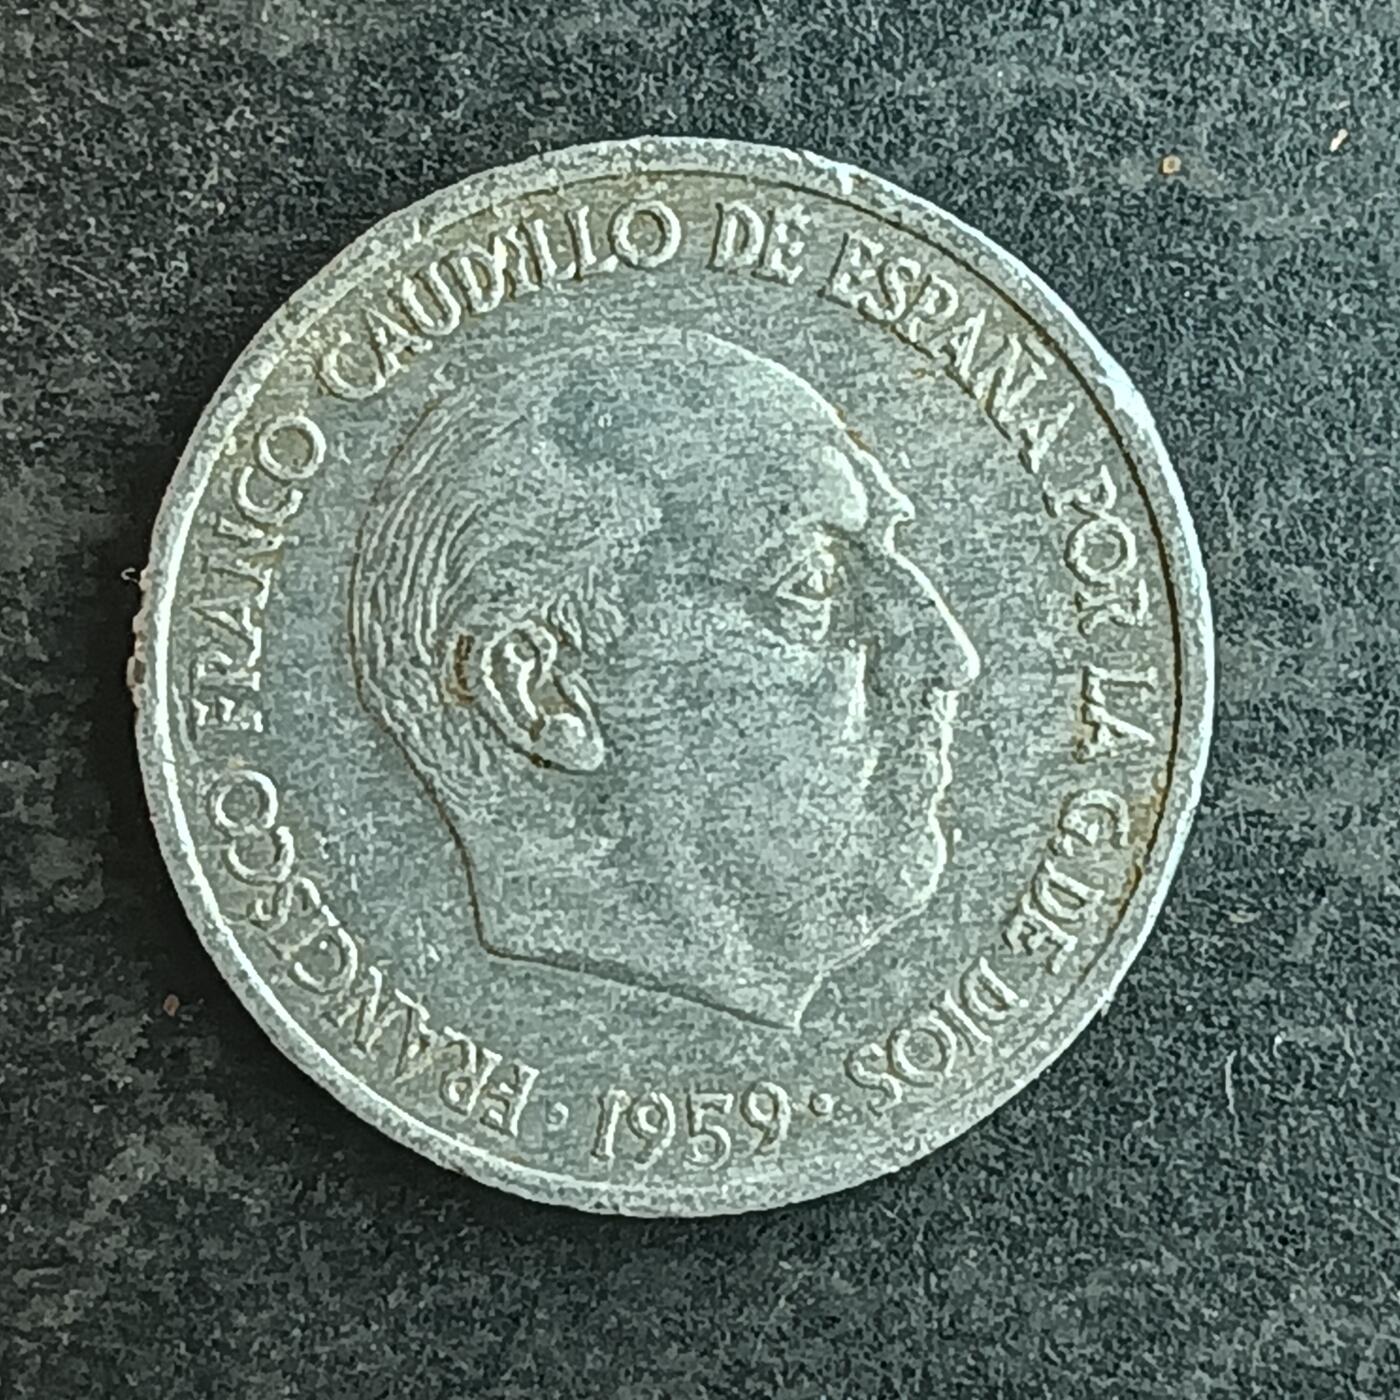 FRANCISCO FRANCO CAUDILLO DE ESPAÑA POR LA G. DE DIOS
· 1959 ·